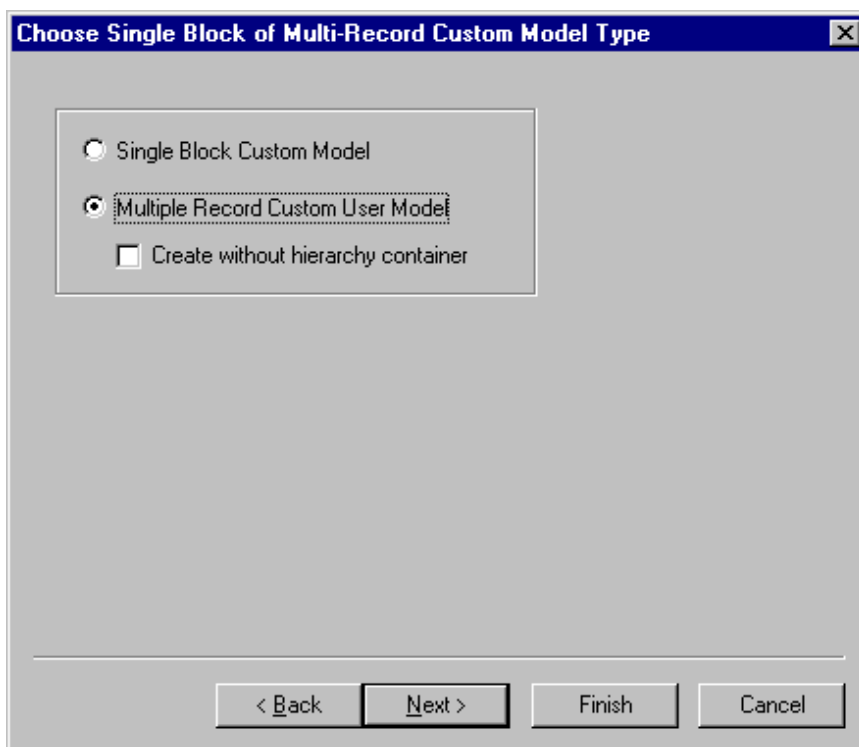 Choose Single Block of Multi-Record Custom Model Type
Single Block Custom Model
Multiple Record Custom User Model
Create without hierarchy container
< Back
Next >
Finish
Cancel